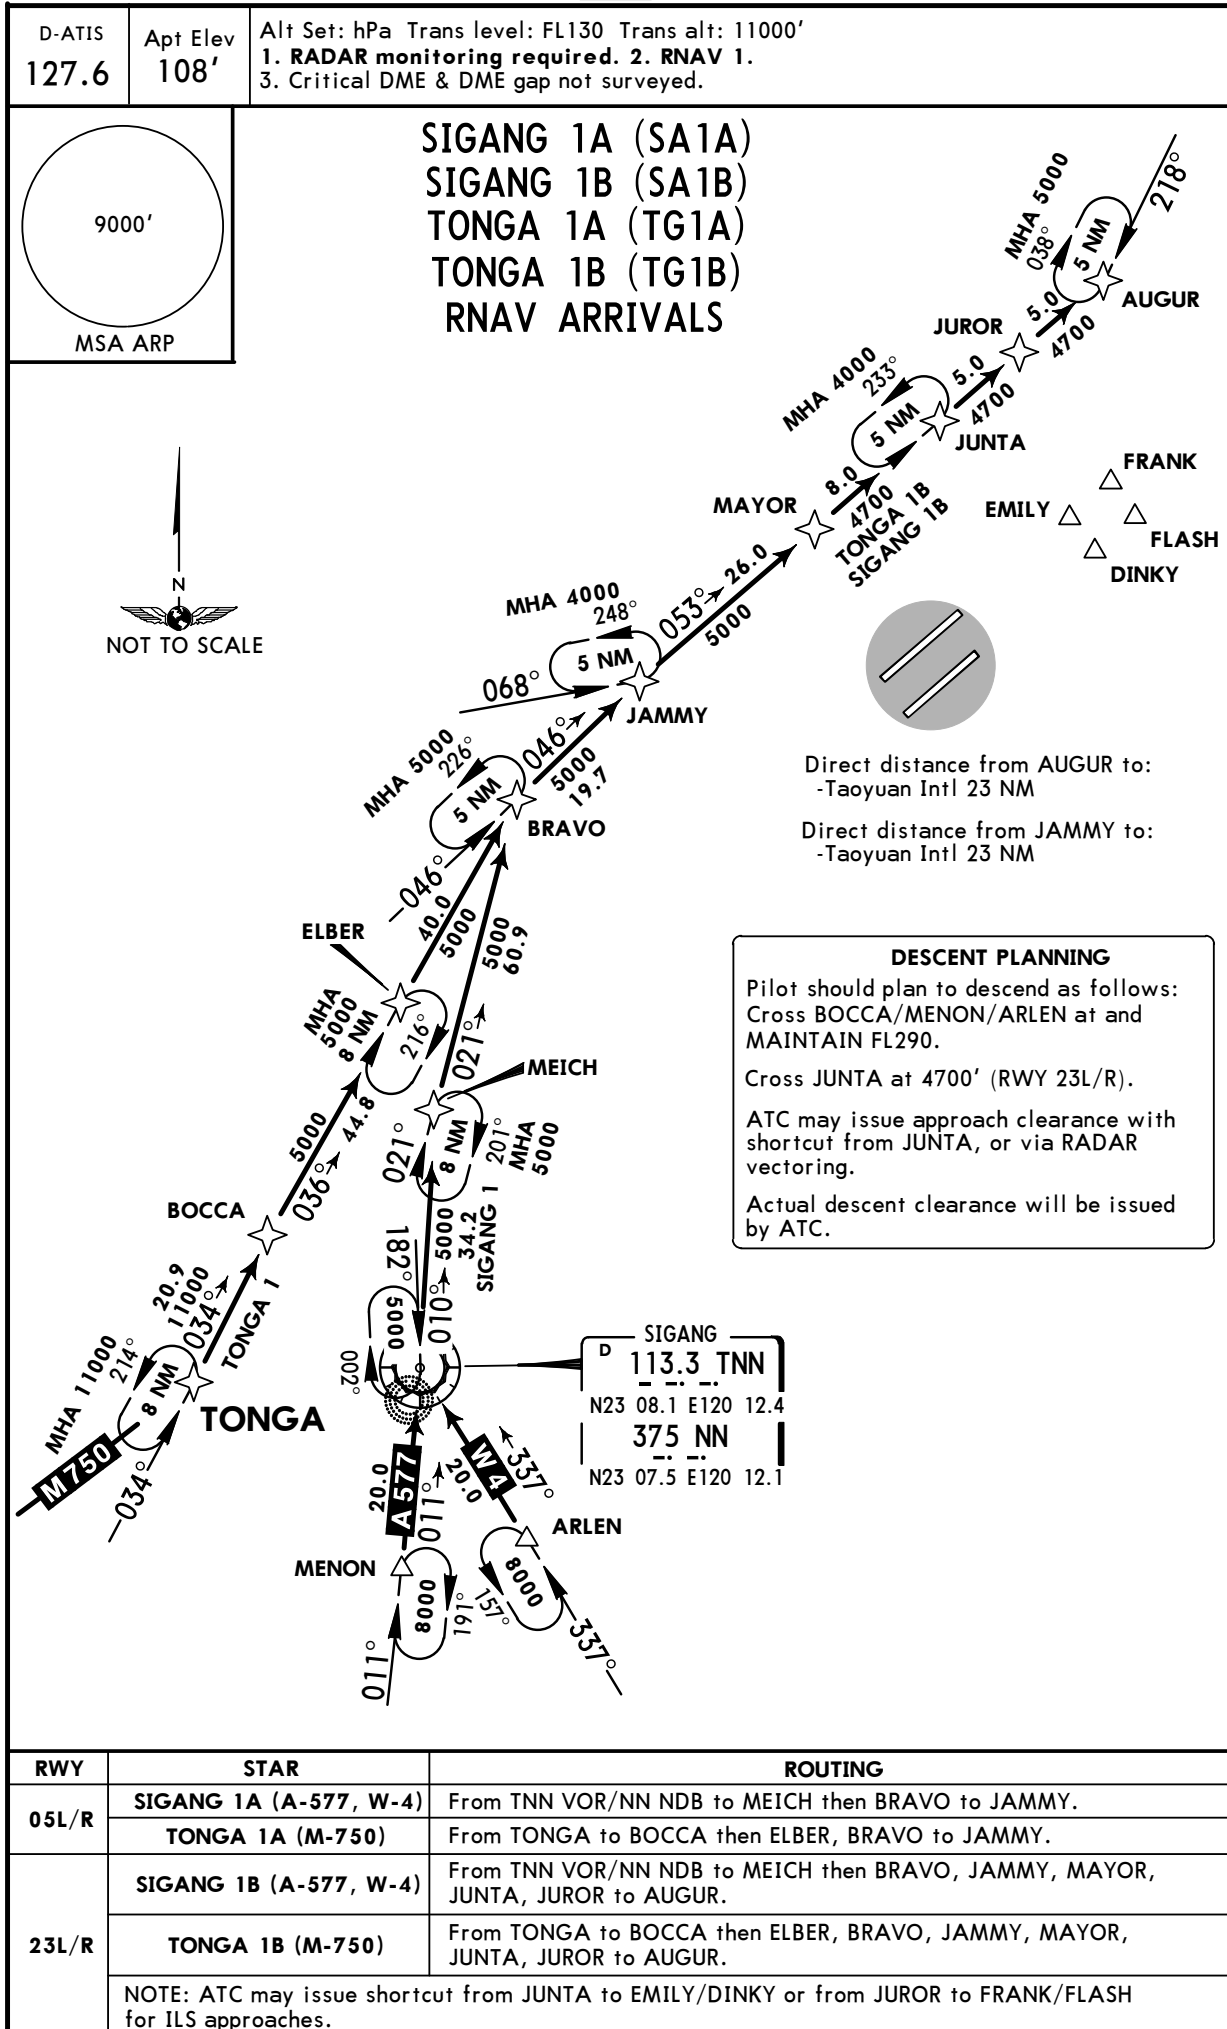 D-ATIS
127.6
Apt Elev
108'
Alt Set: hPa Trans level: FL130 Trans alt: 11000'
1. RADAR monitoring required. 2. RNAV 1.
3. Critical DME & DME gap not surveyed.
9000'
MSA ARP
SIGANG 1A (SA1A)
SIGANG 1B (SA1B)
TONGA 1A (TG1A)
TONGA 1B (TG1B)
RNAV ARRIVALS
N
NOT TO SCALE
218°
MHA 5000
038°
5 NM
AUGUR
5.0
4700
JUROR
5.0
4700
MHA 4000
233°
5 NM
JUNTA
8.0
4700
TONGA 1B
SIGANG 1B
MAYOR
FRANK
EMILY
FLASH
DINKY
053°
26.0
5000
MHA 4000
248°
5 NM
068°
JAMMY
046°
5000
19.7
MHA 5000
226°
5 NM
BRAVO
046°
40.0
5000
5000
60.9
Direct distance from AUGUR to:
-Taoyuan Intl 23 NM
Direct distance from JAMMY to:
-Taoyuan Intl 23 NM
ELBER
MHA
5000
8 NM
216°
021°
MEICH
5000
036°
44.8
021°
8 NM
201°
MHA
5000
BOCCA
20.9
11000
034°
TONGA 1
MHA 11000
214°
8 NM
TONGA
M750
034°
182°
5000
34.2
SIGANG 1
010°
5000
002°
SIGANG
D
113.3 TNN
N23 08.1 E120 12.4
375 NN
N23 07.5 E120 12.1
A577
20.0
011°
W4
20.0
337°
ARLEN
MENON
8000
191°
011°
8000
157°
337°
DESCENT PLANNING
Pilot should plan to descend as follows:
Cross BOCCA/MENON/ARLEN at and
MAINTAIN FL290.
Cross JUNTA at 4700' (RWY 23L/R).
ATC may issue approach clearance with
shortcut from JUNTA, or via RADAR
vectoring.
Actual descent clearance will be issued
by ATC.
RWY STAR ROUTING
05L/R
SIGANG 1A (A-577, W-4) From TNN VOR/NN NDB to MEICH then BRAVO to JAMMY.
TONGA 1A (M-750) From TONGA to BOCCA then ELBER, BRAVO to JAMMY.
23L/R
SIGANG 1B (A-577, W-4) From TNN VOR/NN NDB to MEICH then BRAVO, JAMMY, MAYOR,
JUNTA, JUROR to AUGUR.
TONGA 1B (M-750) From TONGA to BOCCA then ELBER, BRAVO, JAMMY, MAYOR,
JUNTA, JUROR to AUGUR.
NOTE: ATC may issue shortcut from JUNTA to EMILY/DINKY or from JUROR to FRANK/FLASH
for ILS approaches.